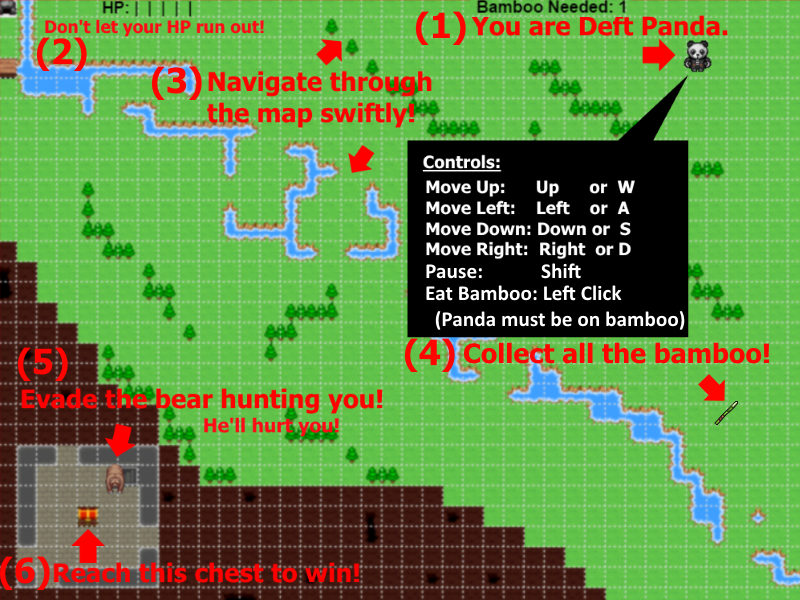 HP: | | | | |
Bamboo Needed: 1
Don't let your HP run out!
(1) You are Deft Panda.
(2)
(3) Navigate through
the map swiftly!
Controls:
Move Up: Up or W
Move Left: Left or A
Move Down: Down or S
Move Right: Right or D
Pause: Shift
Eat Bamboo: Left Click
(Panda must be on bamboo)
(4) Collect all the bamboo!
(5)
Evade the bear hunting you!
He'll hurt you!
(6) Reach this chest to win!